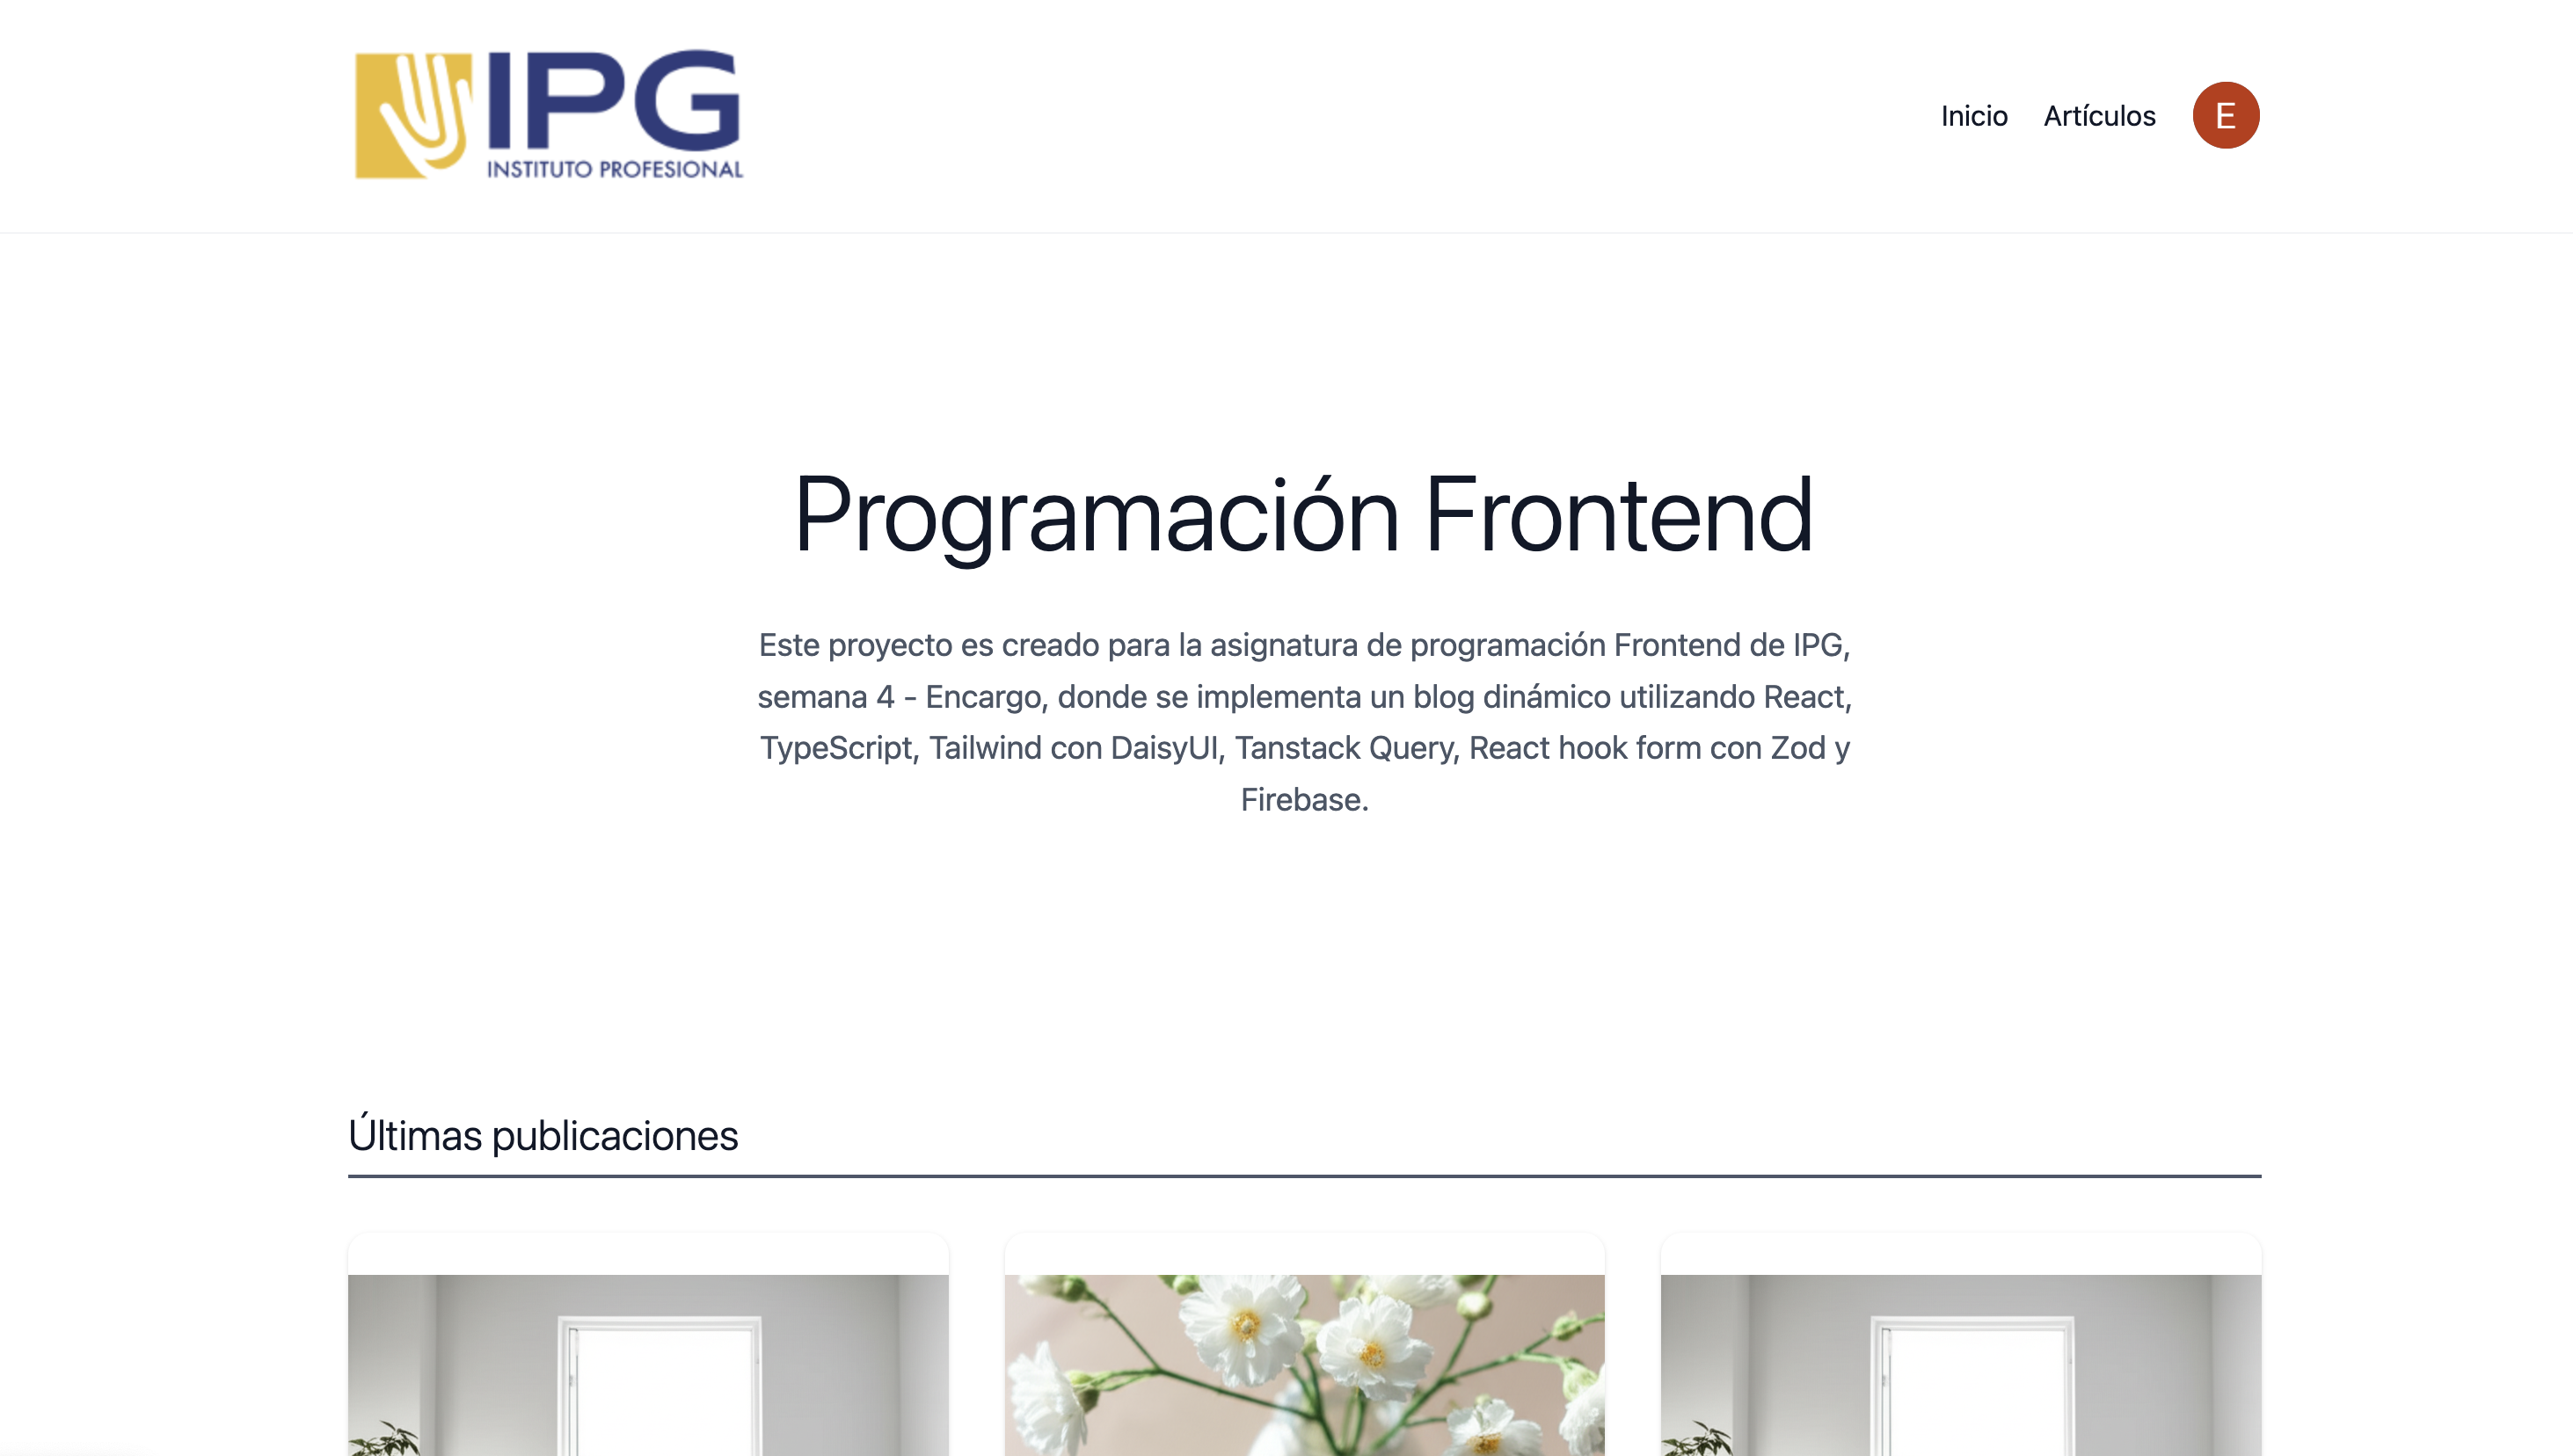 IPG
INSTITUTO PROFESIONAL
Inicio Artículos E
Programación Frontend
Este proyecto es creado para la asignatura de programación Frontend de IPG,
semana 4 - Encargo, donde se implementa un blog dinámico utilizando React,
TypeScript, Tailwind con DaisyUI, Tanstack Query, React hook form con Zod y
Firebase.
Últimas publicaciones